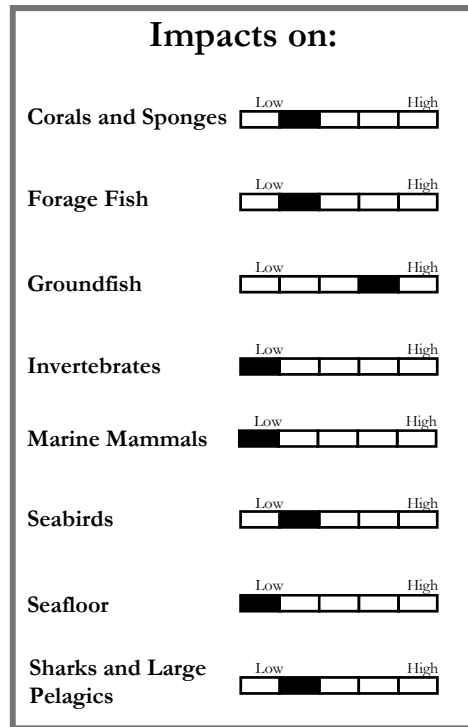 Impacts on:
Low High
Corals and Sponges
Low High
Forage Fish
Low High
Groundfish
Low High
Invertebrates
Low High
Marine Mammals
Low High
Seabirds
Low High
Seafloor
Low High
Sharks and Large
Pelagics